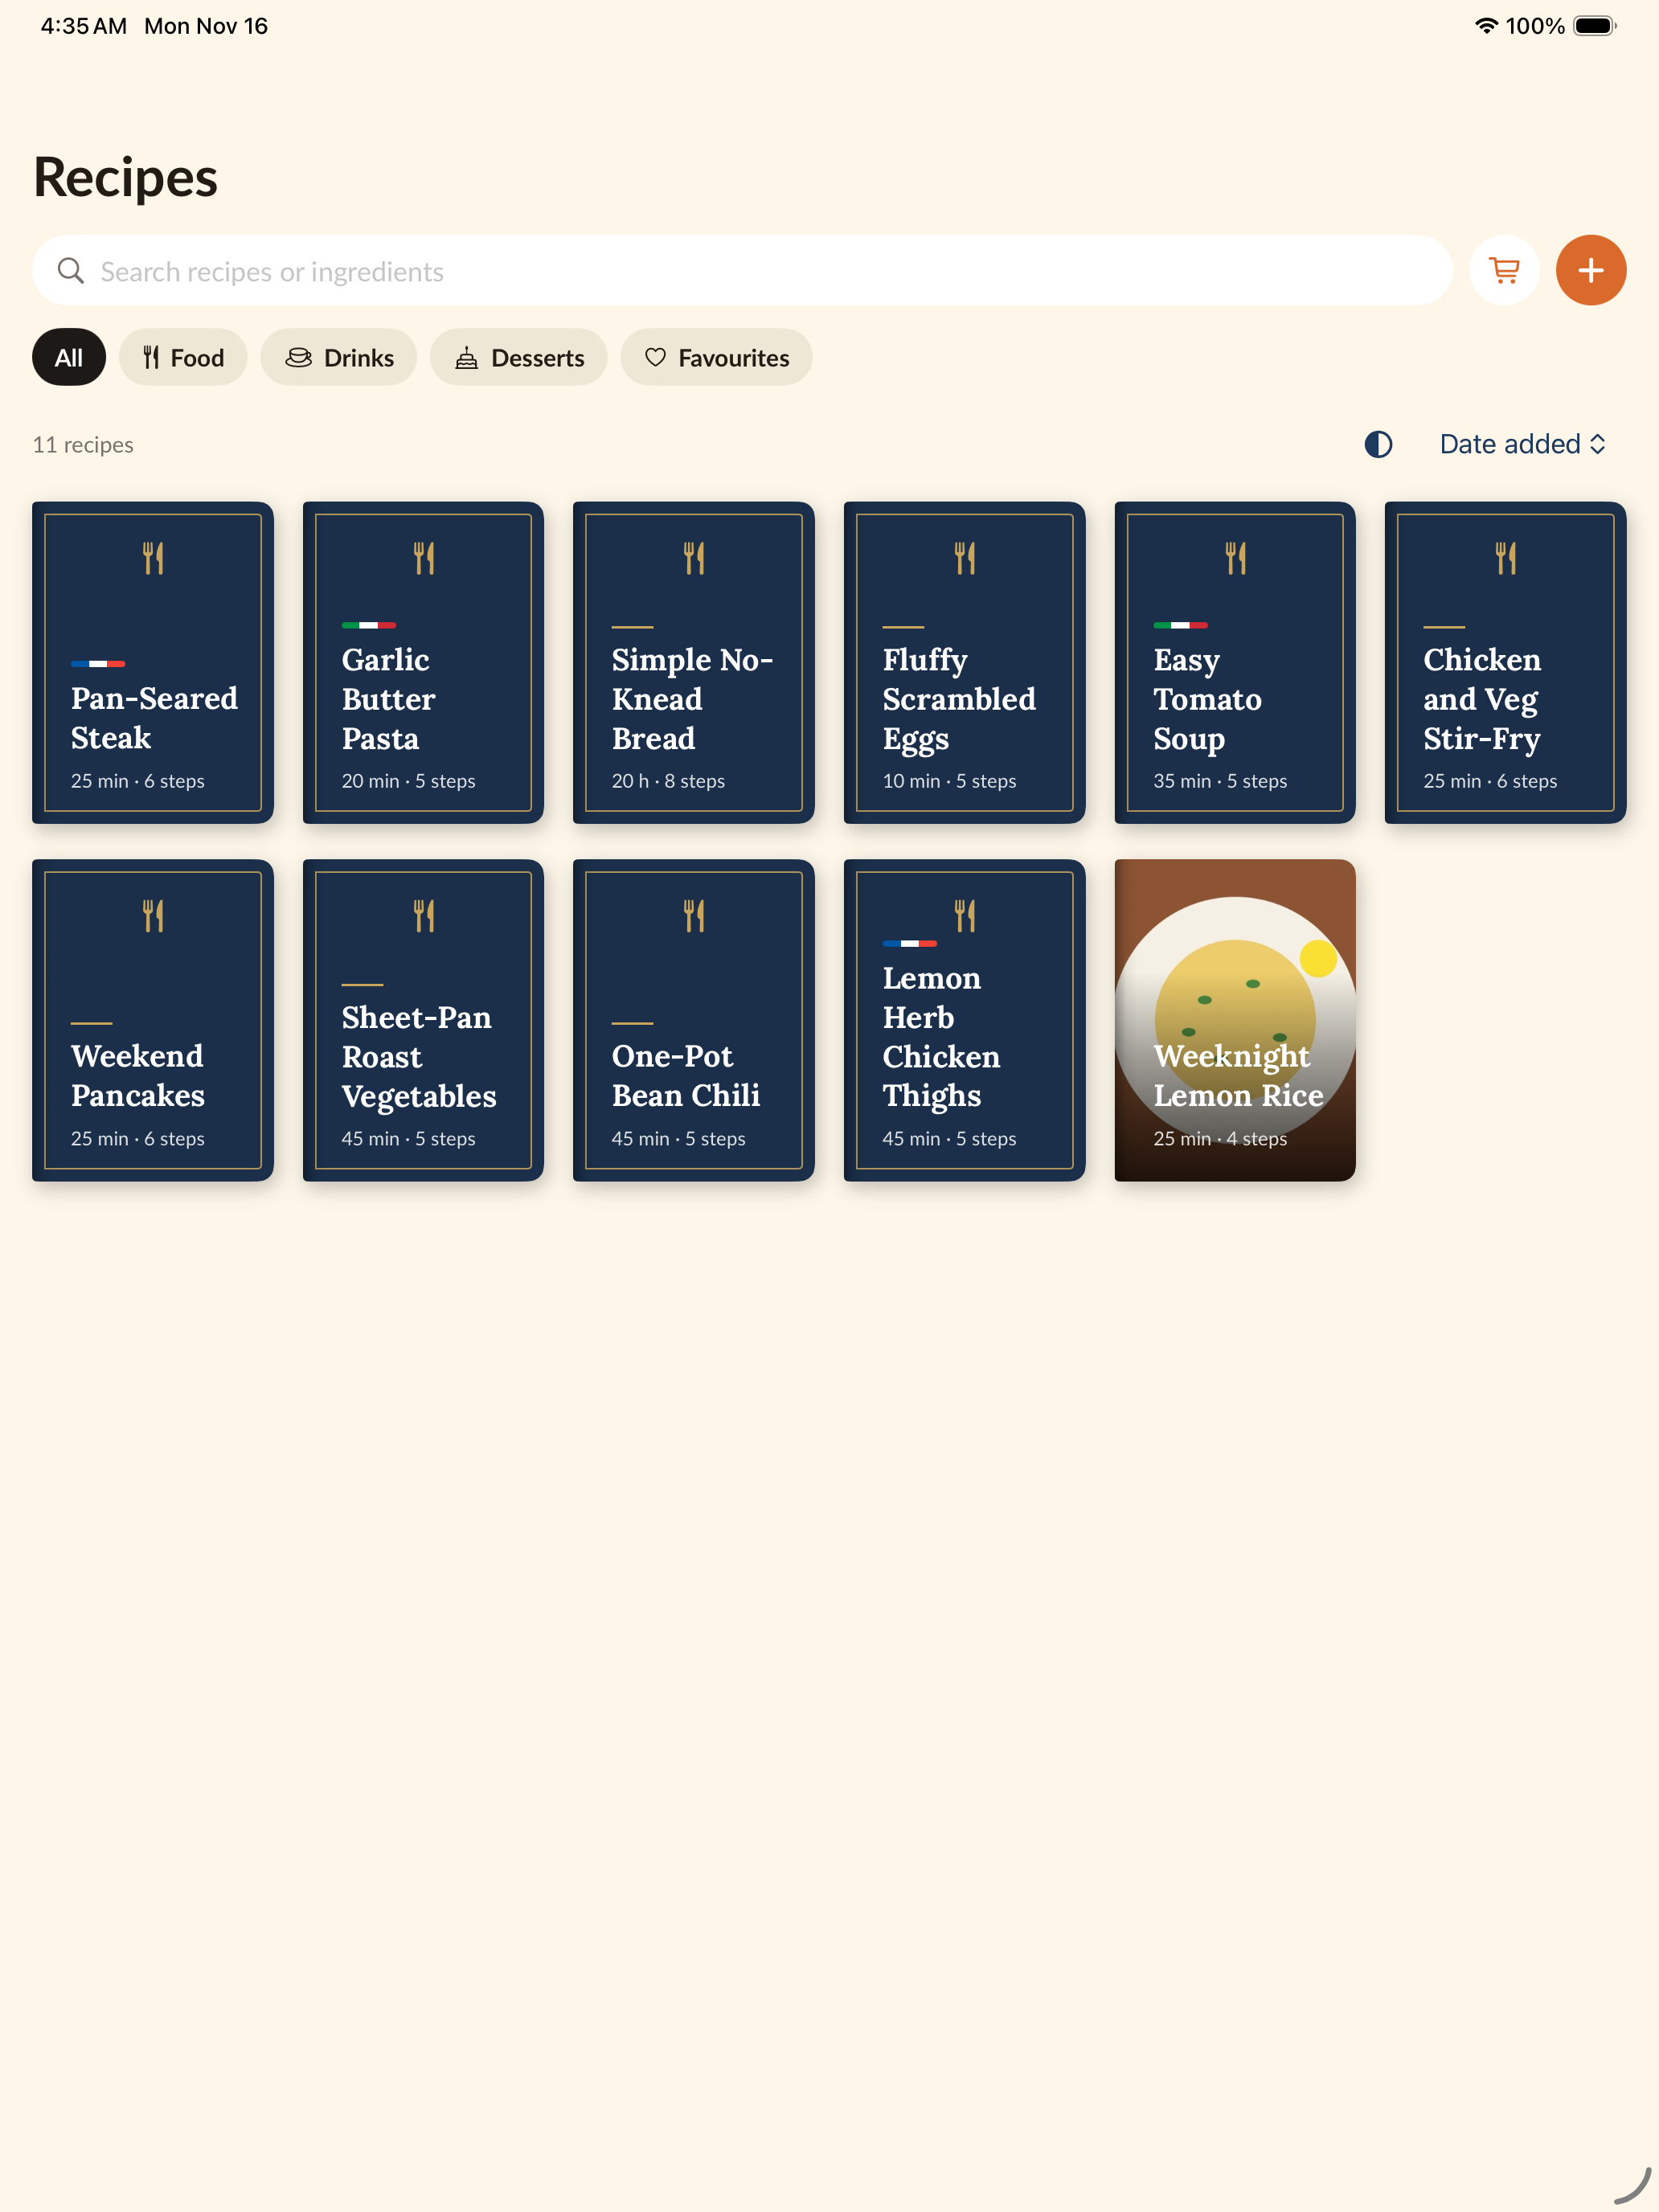 4:35 AM Mon Nov 16
100%
Recipes
Search recipes or ingredients
All
Food
Drinks
Desserts
Favourites
11 recipes
Date added
Pan-Seared
Steak
25 min · 6 steps
Garlic
Butter
Pasta
20 min · 5 steps
Simple No-
Knead
Bread
20 h · 8 steps
Fluffy
Scrambled
Eggs
10 min · 5 steps
Easy
Tomato
Soup
35 min · 5 steps
Chicken
and Veg
Stir-Fry
25 min · 6 steps
Weekend
Pancakes
25 min · 6 steps
Sheet-Pan
Roast
Vegetables
45 min · 5 steps
One-Pot
Bean Chili
45 min · 5 steps
Lemon
Herb
Chicken
Thighs
45 min · 5 steps
Weeknight
Lemon Rice
25 min · 4 steps